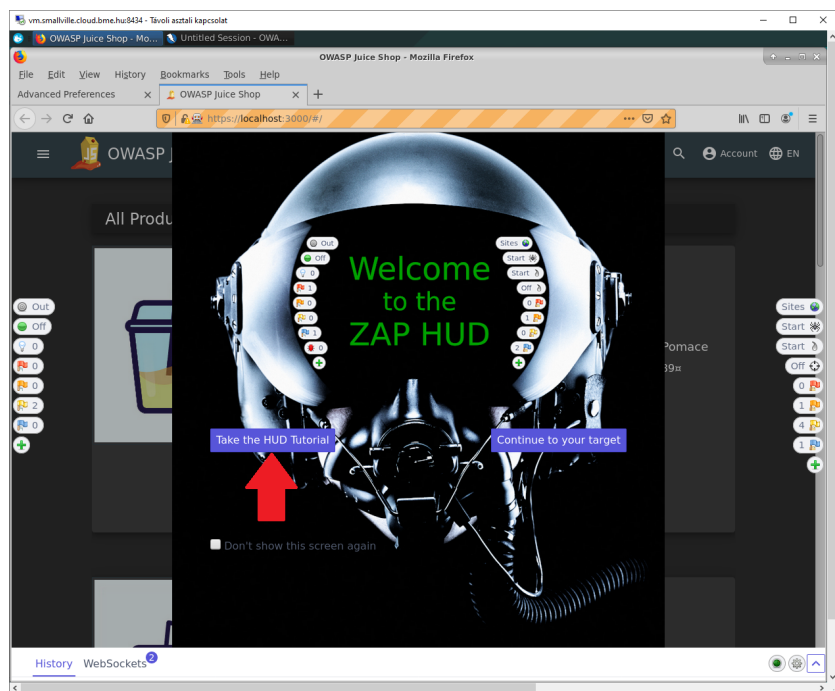 vm.smallville.cloud.bme.hu:8434 - Távoli asztali kapcsolat
OWASP Juice Shop - Mo...
Untitled Session - OWA...
OWASP Juice Shop - Mozilla Firefox
File Edit View History Bookmarks Tools Help
Advanced Preferences
OWASP Juice Shop
https://localhost:3000/#/
OWASP J
Account
EN
All Produ
Out
Off
0
1
0
0
1
0
Welcome
to the
ZAP HUD
Sites
Start
Start
Off
0
1
0
2
Out
Off
0
0
0
2
0
Pomace
89¤
Sites
Start
Start
Off
0
1
4
1
Take the HUD Tutorial
Continue to your target
Don't show this screen again
History
WebSockets
2